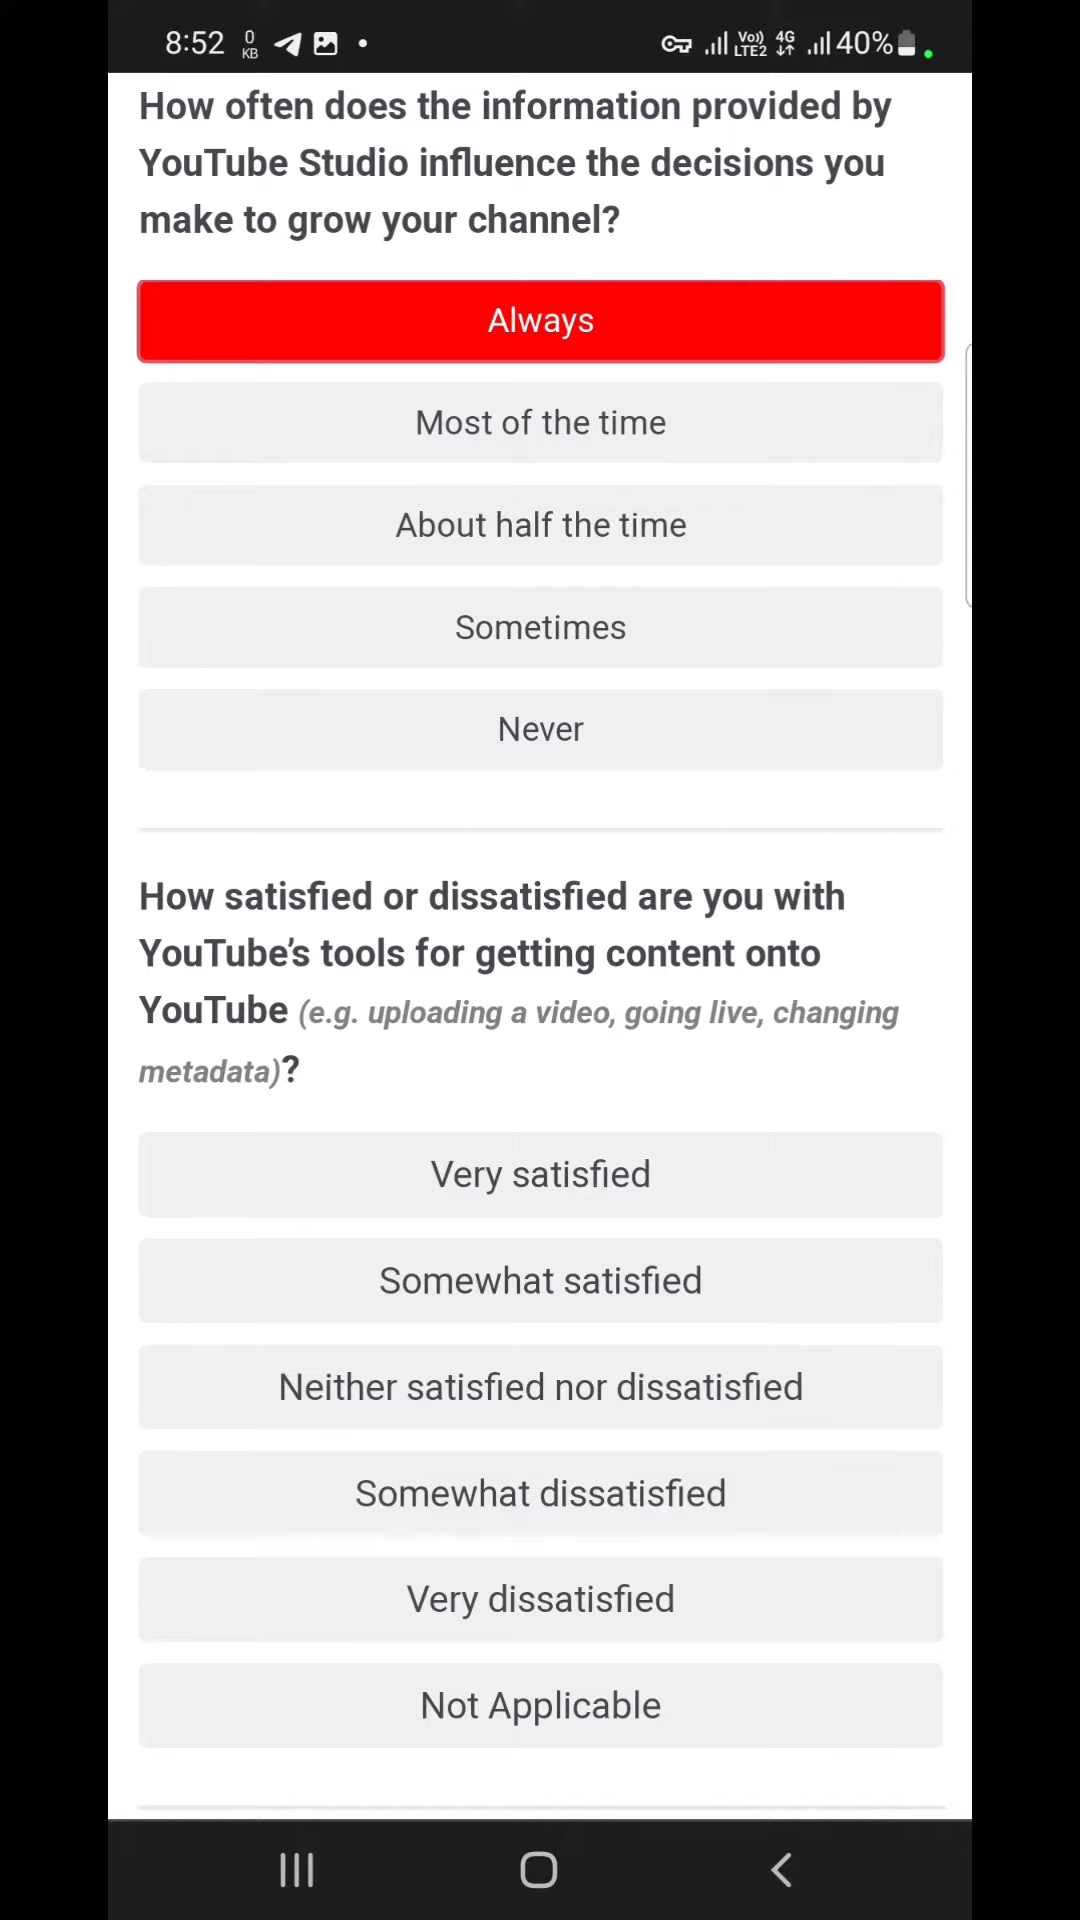 8:52 0 KB Vo)) LTE2 4G 40%
How often does the information provided by
YouTube Studio influence the decisions you
make to grow your channel?
Always
Most of the time
About half the time
Sometimes
Never
How satisfied or dissatisfied are you with
YouTube’s tools for getting content onto
YouTube (e.g. uploading a video, going live, changing
metadata)?
Very satisfied
Somewhat satisfied
Neither satisfied nor dissatisfied
Somewhat dissatisfied
Very dissatisfied
Not Applicable